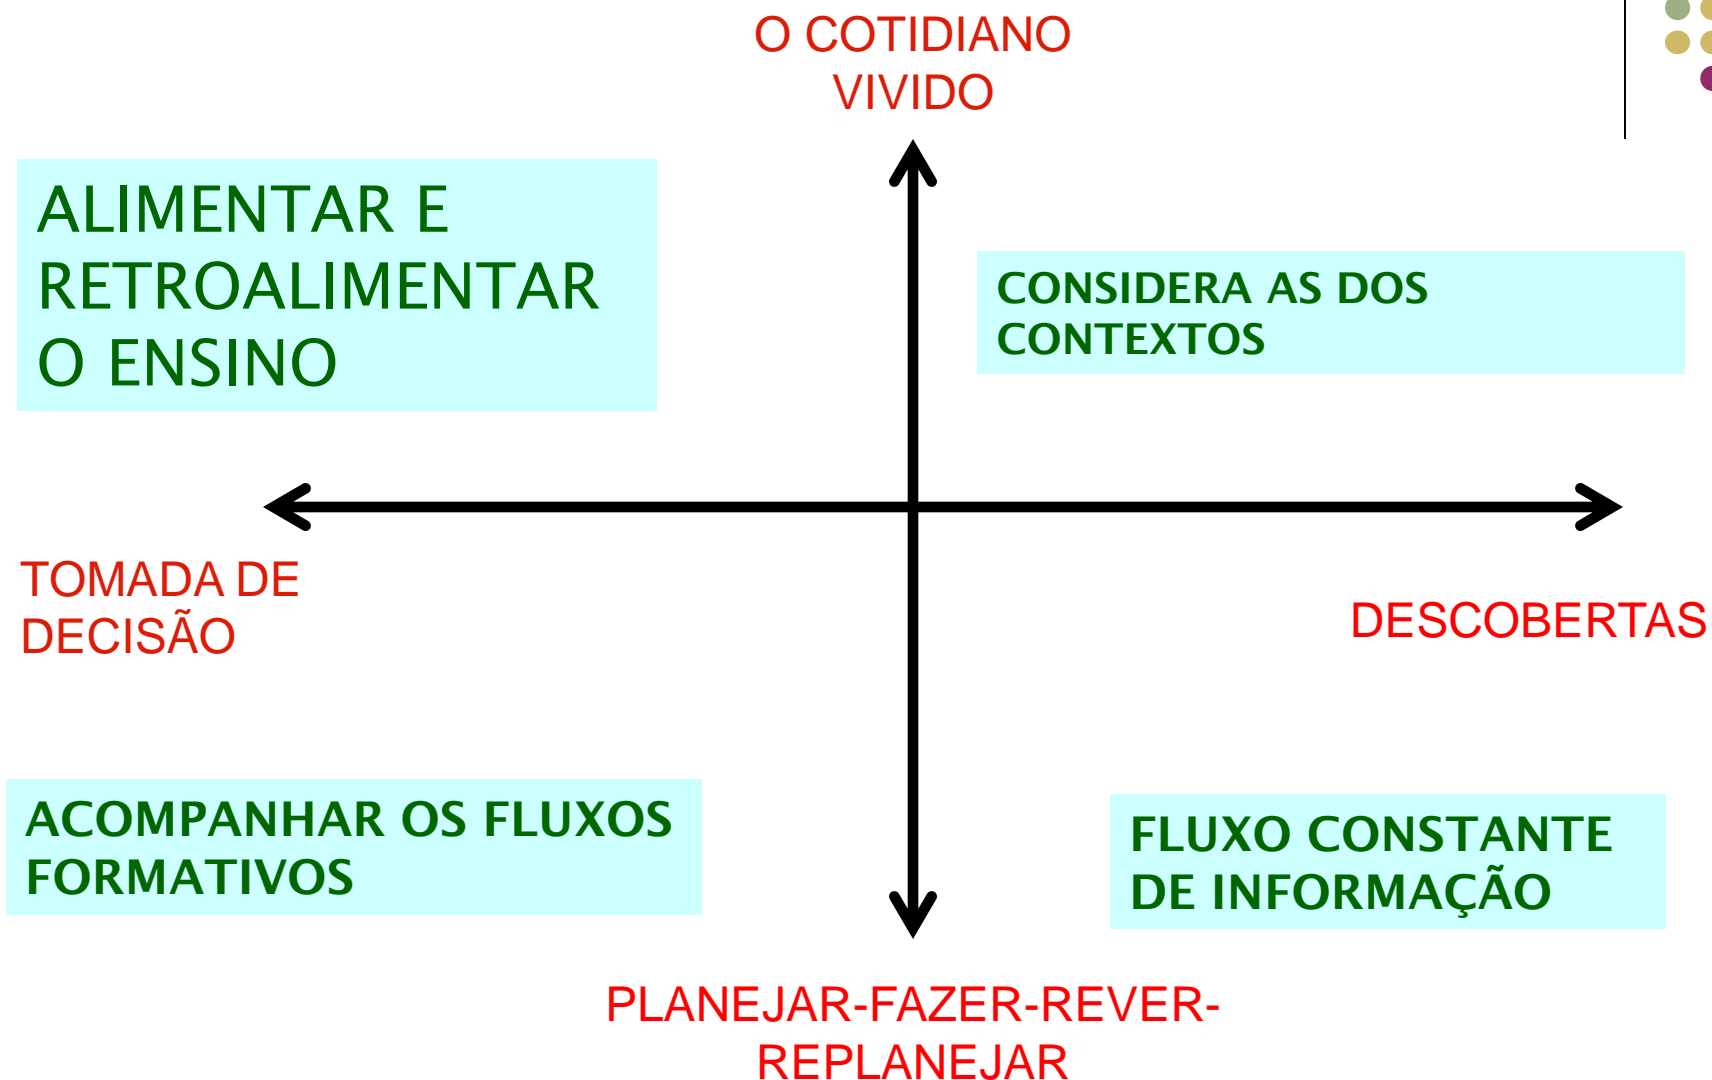 O COTIDIANO
VIVIDO
ALIMENTAR E
RETROALIMENTAR
O ENSINO
CONSIDERA AS DOS
CONTEXTOS
TOMADA DE
DECISÃO
DESCOBERTAS
ACOMPANHAR OS FLUXOS
FORMATIVOS
FLUXO CONSTANTE
DE INFORMAÇÃO
PLANEJAR-FAZER-REVER-
REPLANEJAR